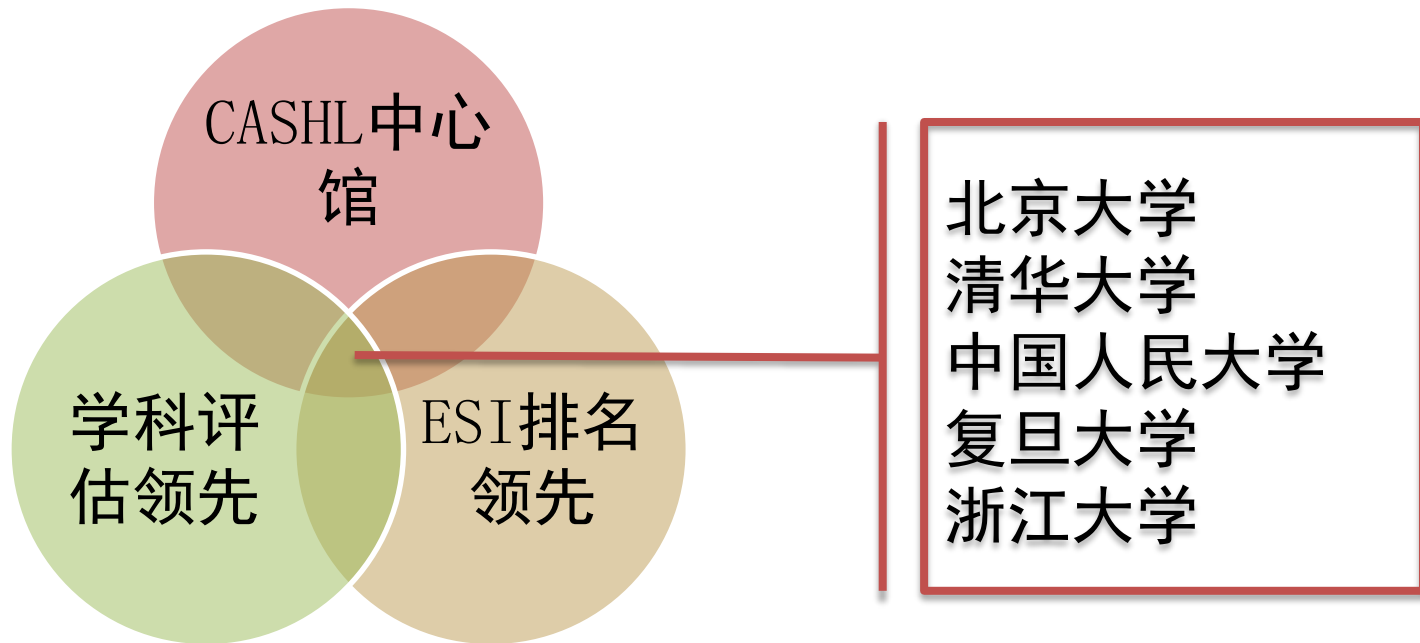 CASHL中心
馆
学科评
估领先
ESI排名
领先
北京大学
清华大学
中国人民大学
复旦大学
浙江大学